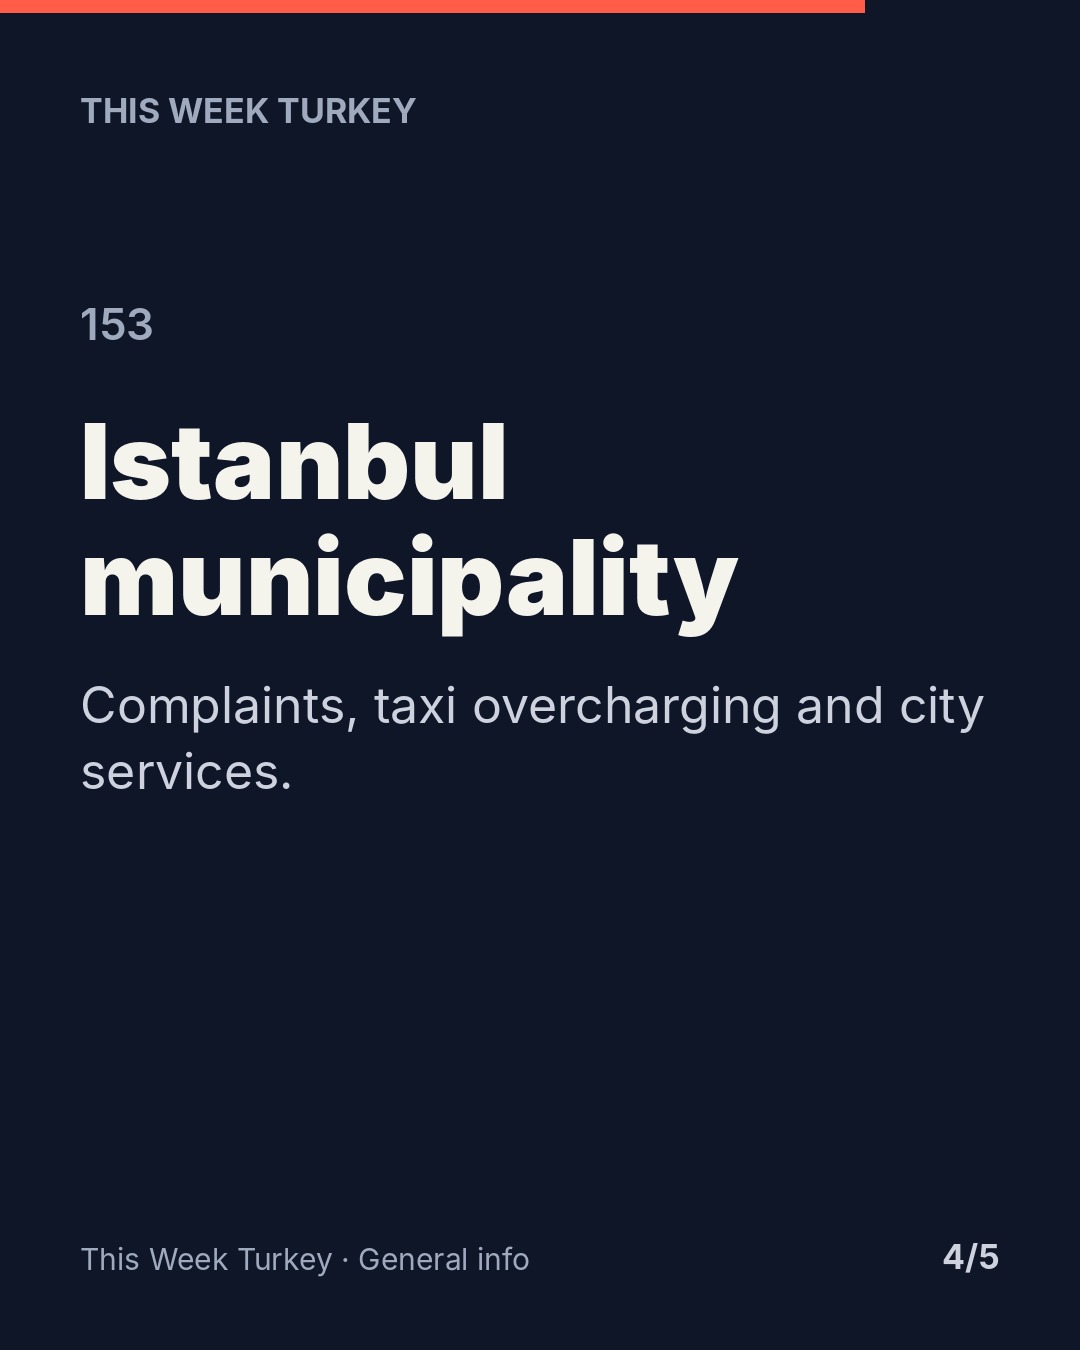 THIS WEEK TURKEY
153
Istanbul
municipality
Complaints, taxi overcharging and city
services.
This Week Turkey · General info
4/5